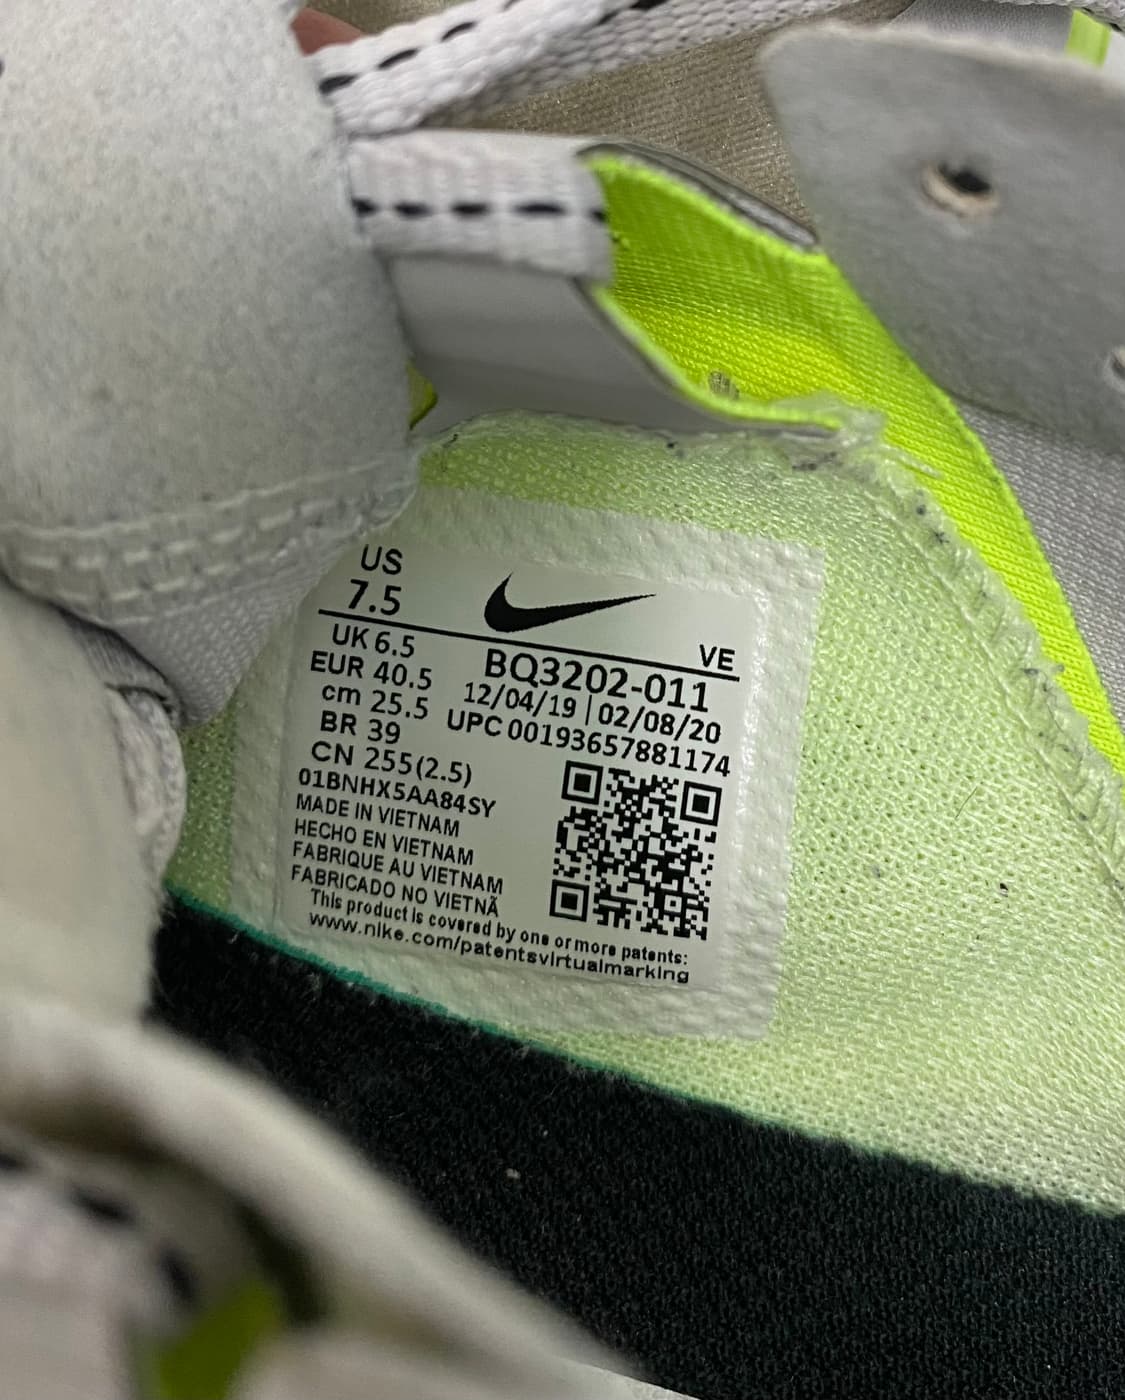 US
7.5
UK 6.5
EUR 40.5
cm 25.5
BR 39
CN 255(2.5)
VE
BQ3202-011
12/04/19 | 02/08/20
UPC 00193657881174
01BNHX5AA84SY
MADE IN VIETNAM
HECHO EN VIETNAM
FABRIQUE AU VIETNAM
FABRICADO NO VIETNÃ
This product is covered by one or more patents:
www.nike.com/patentsvirtualmarking